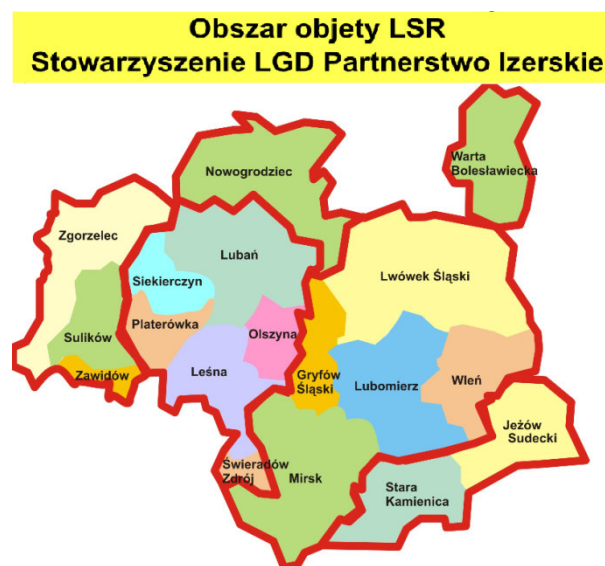 Obszar objety LSR
Stowarzyszenie LGD Partnerstwo Izerskie
Nowogrodziec
Warta
Bolesławiecka
Zgorzelec
Lubań
Lwówek Śląski
Siekierczyn
Platerówka
Olszyna
Sulików
Zawidów
Leśna
Gryfów
Śląski
Lubomierz
Wleń
Jeżów
Sudecki
Świeradów
Zdrój
Mirsk
Stara
Kamienica